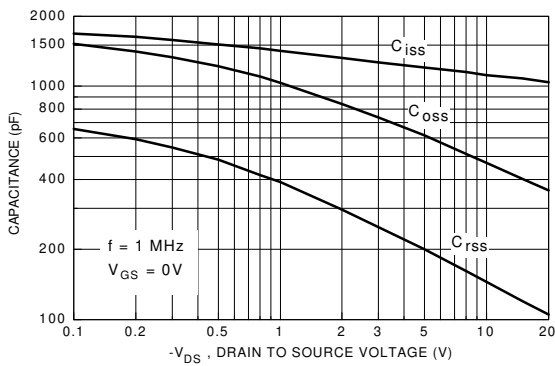 2000
1500
1000
800
600
400
200
100
CAPACITANCE (pF)
Ciss
Coss
Crss
f = 1 MHz
VGS = 0V
0.1 0.2 0.5 1 2 3 5 10 20
-VDS , DRAIN TO SOURCE VOLTAGE (V)